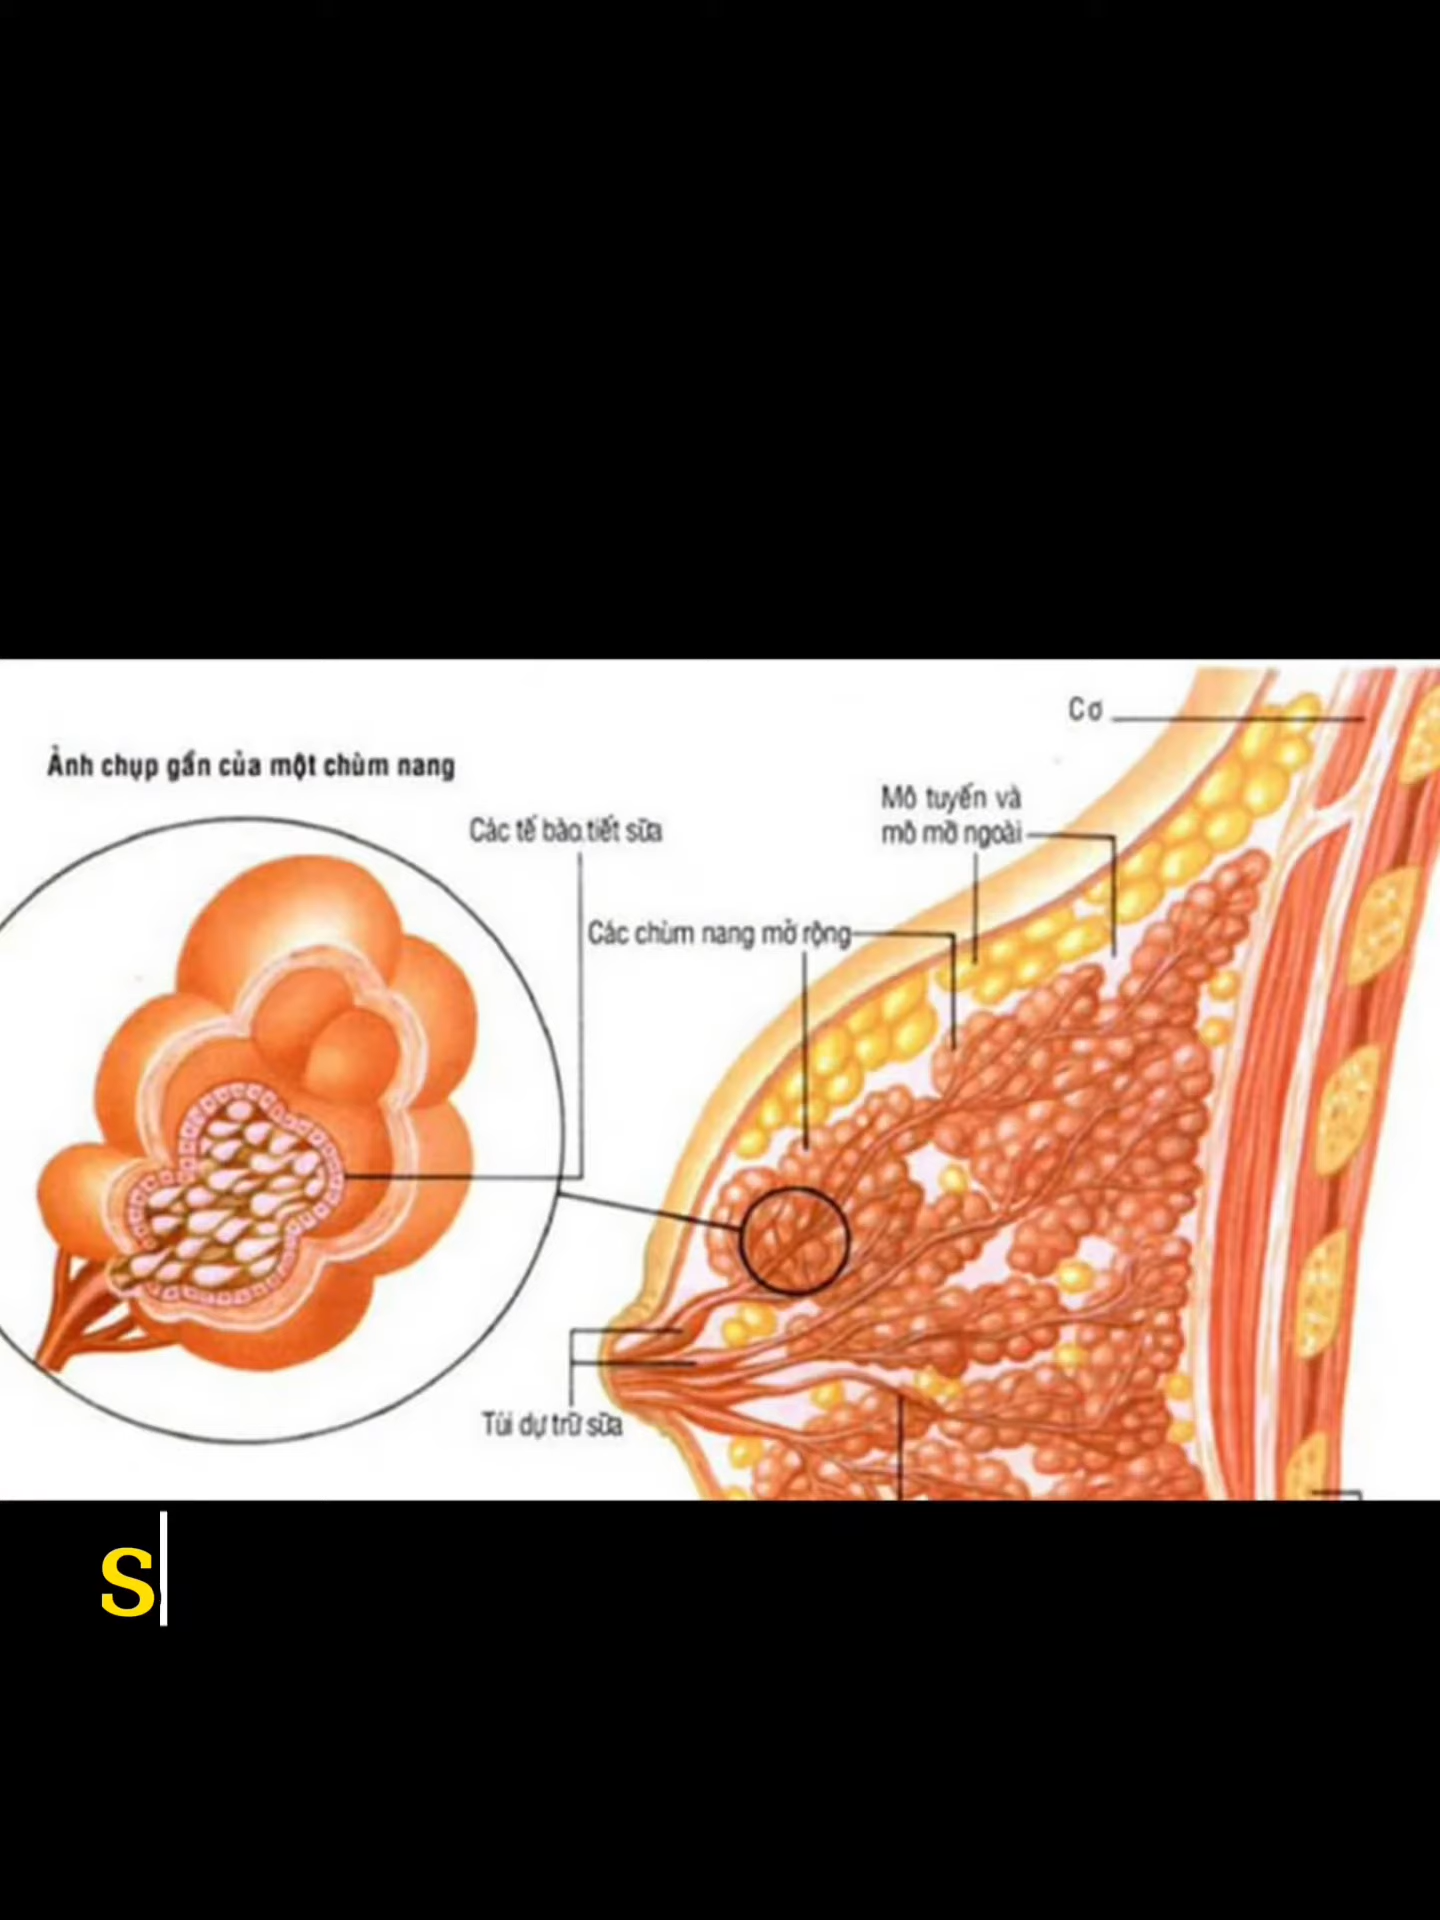 Cơ
Ảnh chụp gần của một chùm nang
Mô tuyến và
mô mỡ ngoài
Các tế bào tiết sữa
Các chùm nang mở rộng
Túi dự trữ sữa
S